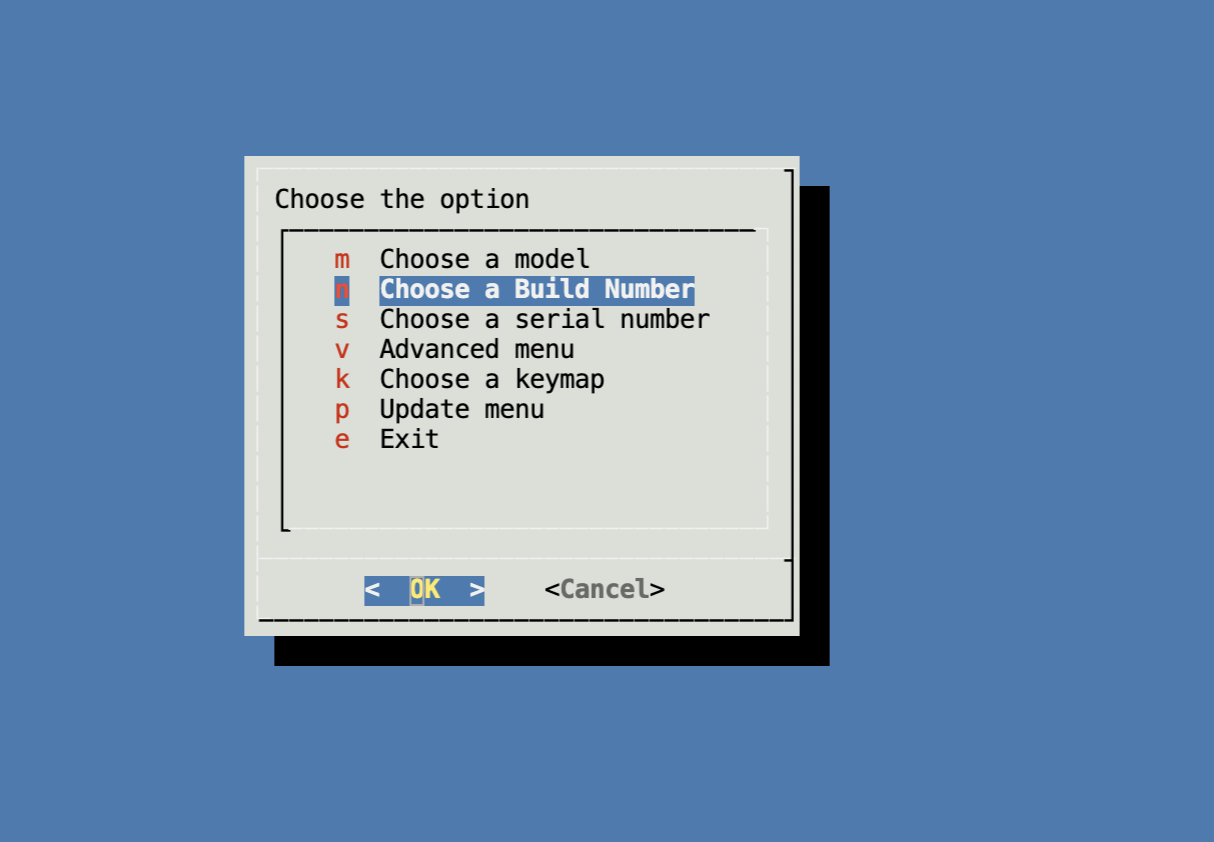 Choose the option
m Choose a model
n Choose a Build Number
s Choose a serial number
v Advanced menu
k Choose a keymap
p Update menu
e Exit
< OK > <Cancel>